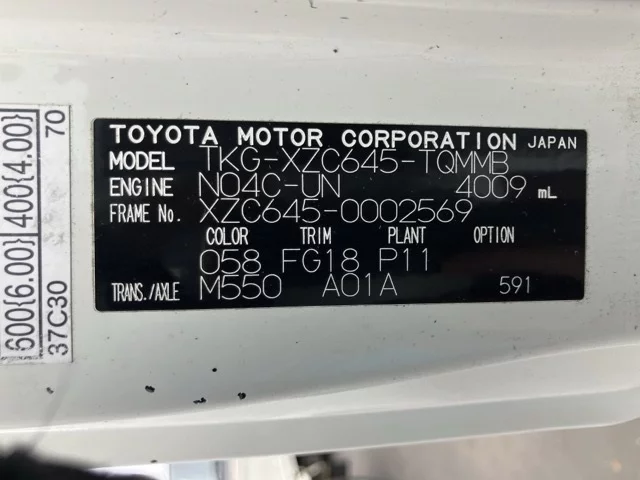 TOYOTA MOTOR CORPORATION JAPAN
MODEL TKG-XZC645-TQMMB
ENGINE N04C-UN 4009 mL
FRAME No. XZC645-0002569
COLOR TRIM PLANT OPTION
058 FG18 P11
TRANS./AXLE M550 A01A 591
600{6.00} 400{4.00}
37C30 70